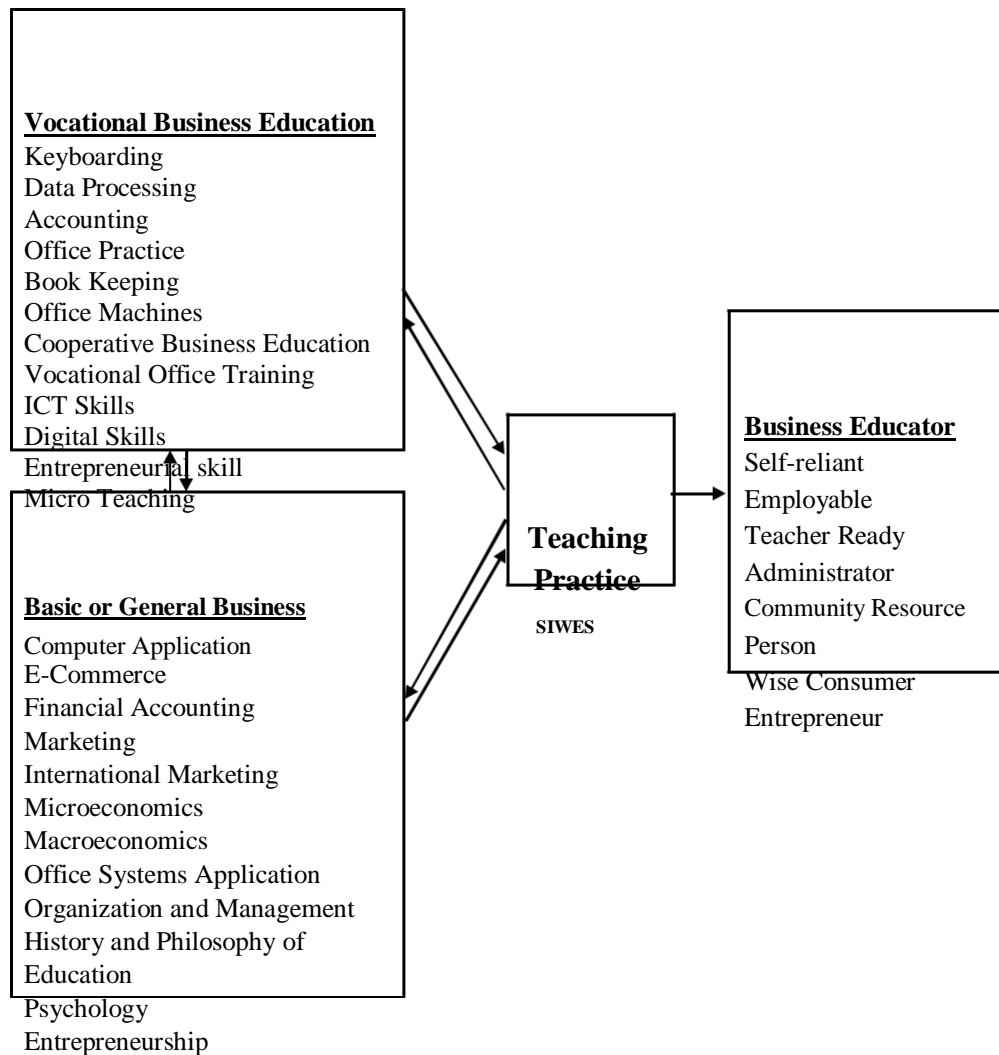 Vocational Business Education
Keyboarding
Data Processing
Accounting
Office Practice
Book Keeping
Office Machines
Cooperative Business Education
Vocational Office Training
ICT Skills
Digital Skills
Entrepreneurial skill
Micro Teaching
Basic or General Business
Computer Application
E-Commerce
Financial Accounting
Marketing
International Marketing
Microeconomics
Macroeconomics
Office Systems Application
Organization and Management
History and Philosophy of
Education
Psychology
Entrepreneurship
Teaching
Practice
SIWES
Business Educator
Self-reliant
Employable
Teacher Ready
Administrator
Community Resource
Person
Wise Consumer
Entrepreneur